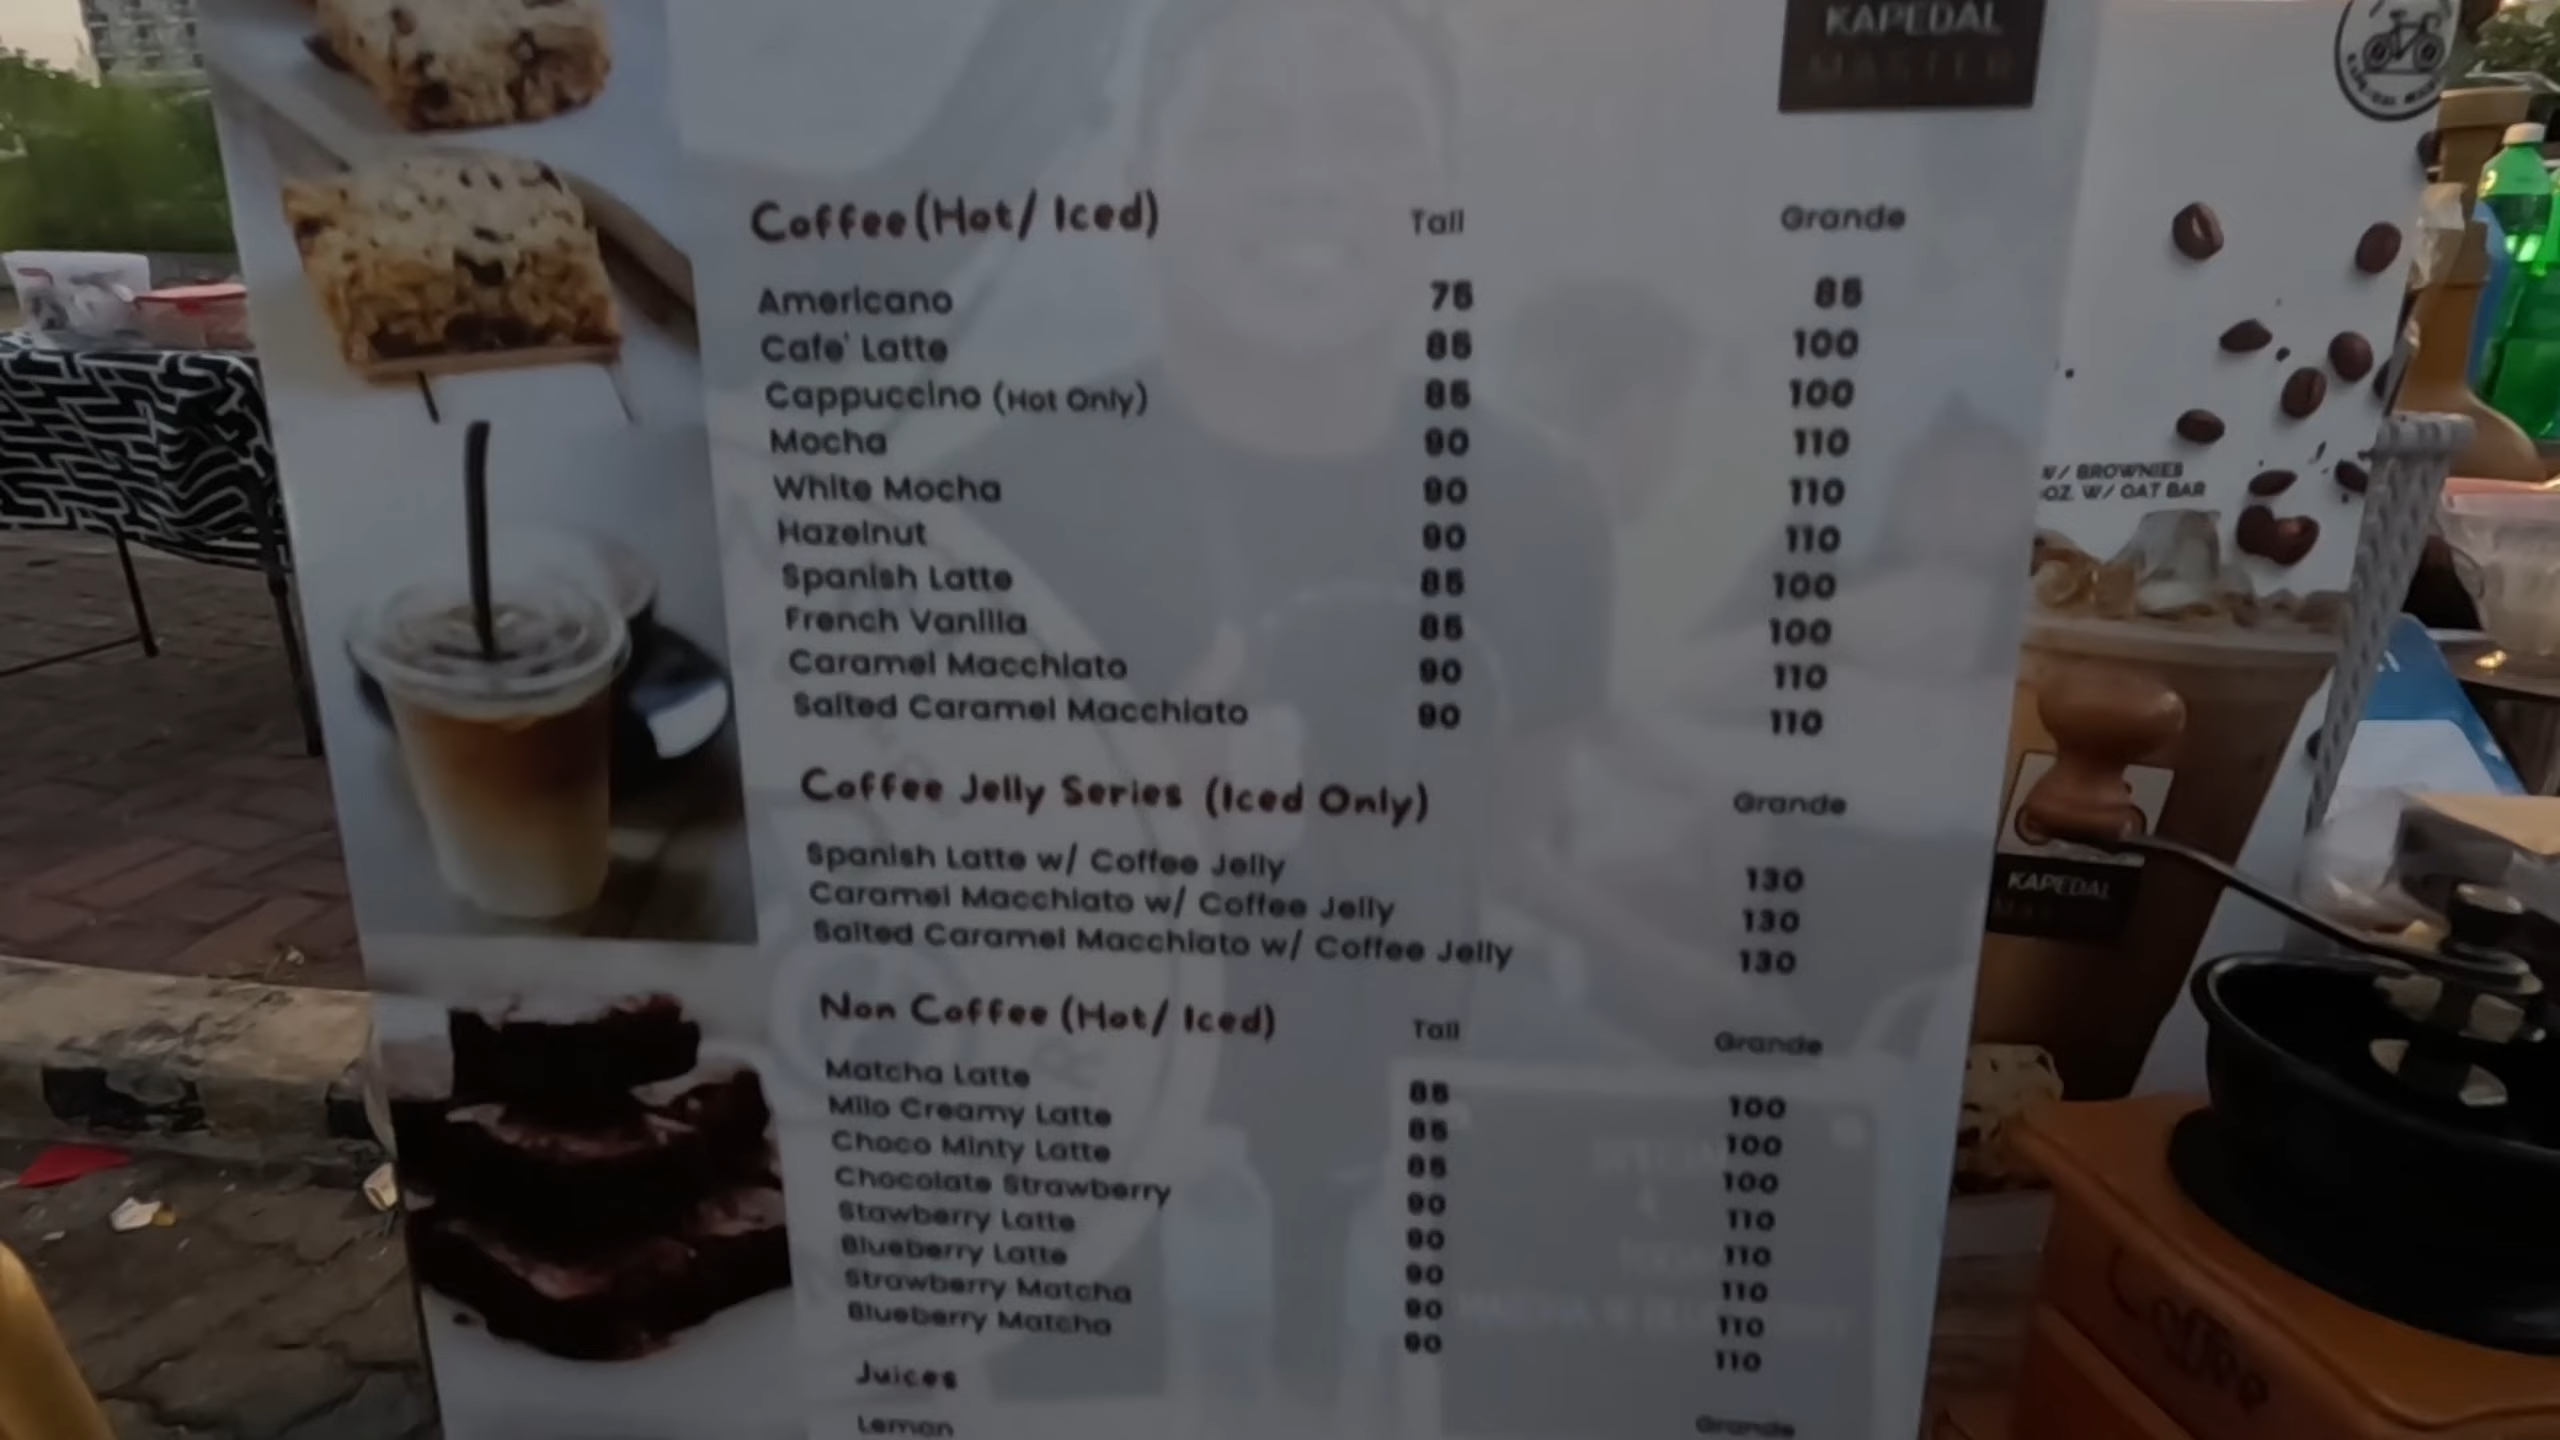 KAPEDAL
MASTER
Coffee (Hot/ Iced) Tall Grande
Americano 75 85
Cafe' Latte 85 100
Cappuccino (Hot Only) 85 100
Mocha 90 110
White Mocha 90 110
Hazelnut 90 110
Spanish Latte 85 100
French Vanilla 85 100
Caramel Macchiato 90 110
Salted Caramel Macchiato 90 110
Coffee Jelly Series (Iced Only) Grande
Spanish Latte w/ Coffee Jelly 130
Caramel Macchiato w/ Coffee Jelly 130
Salted Caramel Macchiato w/ Coffee Jelly 130
Non Coffee (Hot/ Iced) Tall Grande
Matcha Latte 85 100
Milo Creamy Latte 85 100
Choco Minty Latte 85 100
Chocolate Strawberry 90 110
Stawberry Latte 90 110
Blueberry Latte 90 110
Strawberry Matcha 90 110
Blueberry Matcha 90 110
Juices
Lemon Grande
W/ BROWNIES
OZ. W/ OAT BAR
KAPEDAL
Coffee